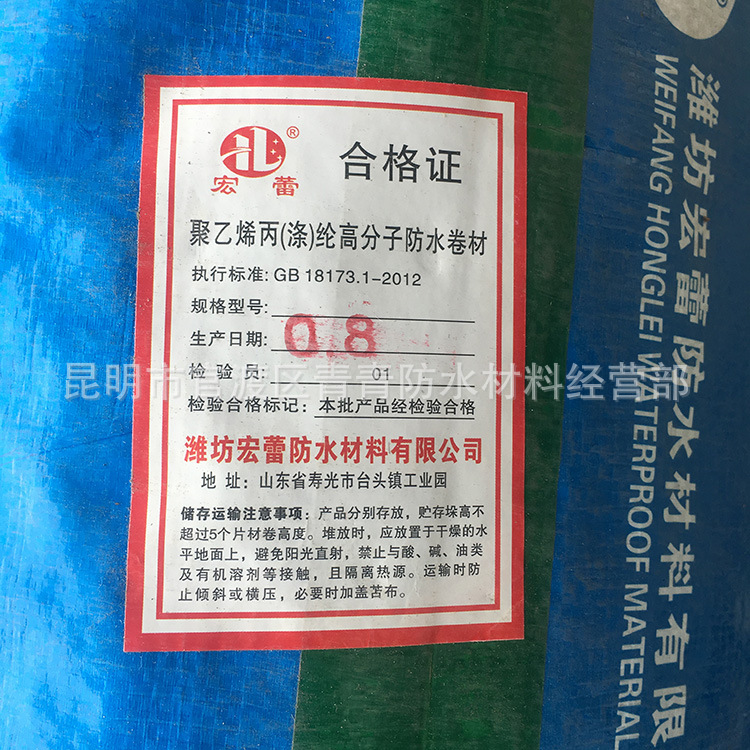 ®
宏蕾
合格证
聚乙烯丙(涤)纶高分子防水卷材
执行标准: GB 18173.1-2012
规格型号:
生产日期: 0.8
检验员: 01
检验合格标记: 本批产品经检验合格
潍坊宏蕾防水材料有限公司
地 址: 山东省寿光市台头镇工业园
储存运输注意事项: 产品分别存放，贮存垛高不
超过5个片材卷高度。堆放时，应放置于干燥的水
平地面上，避免阳光直射，禁止与酸、碱、油类
及有机溶剂等接触，且隔离热源。运输时防
止倾斜或横压，必要时加盖苫布。
昆明市官渡区青青防水材料经营部
®
潍坊宏蕾防水材料有限
WEIFANG HONGLEI WATERPROOF MATERIAL